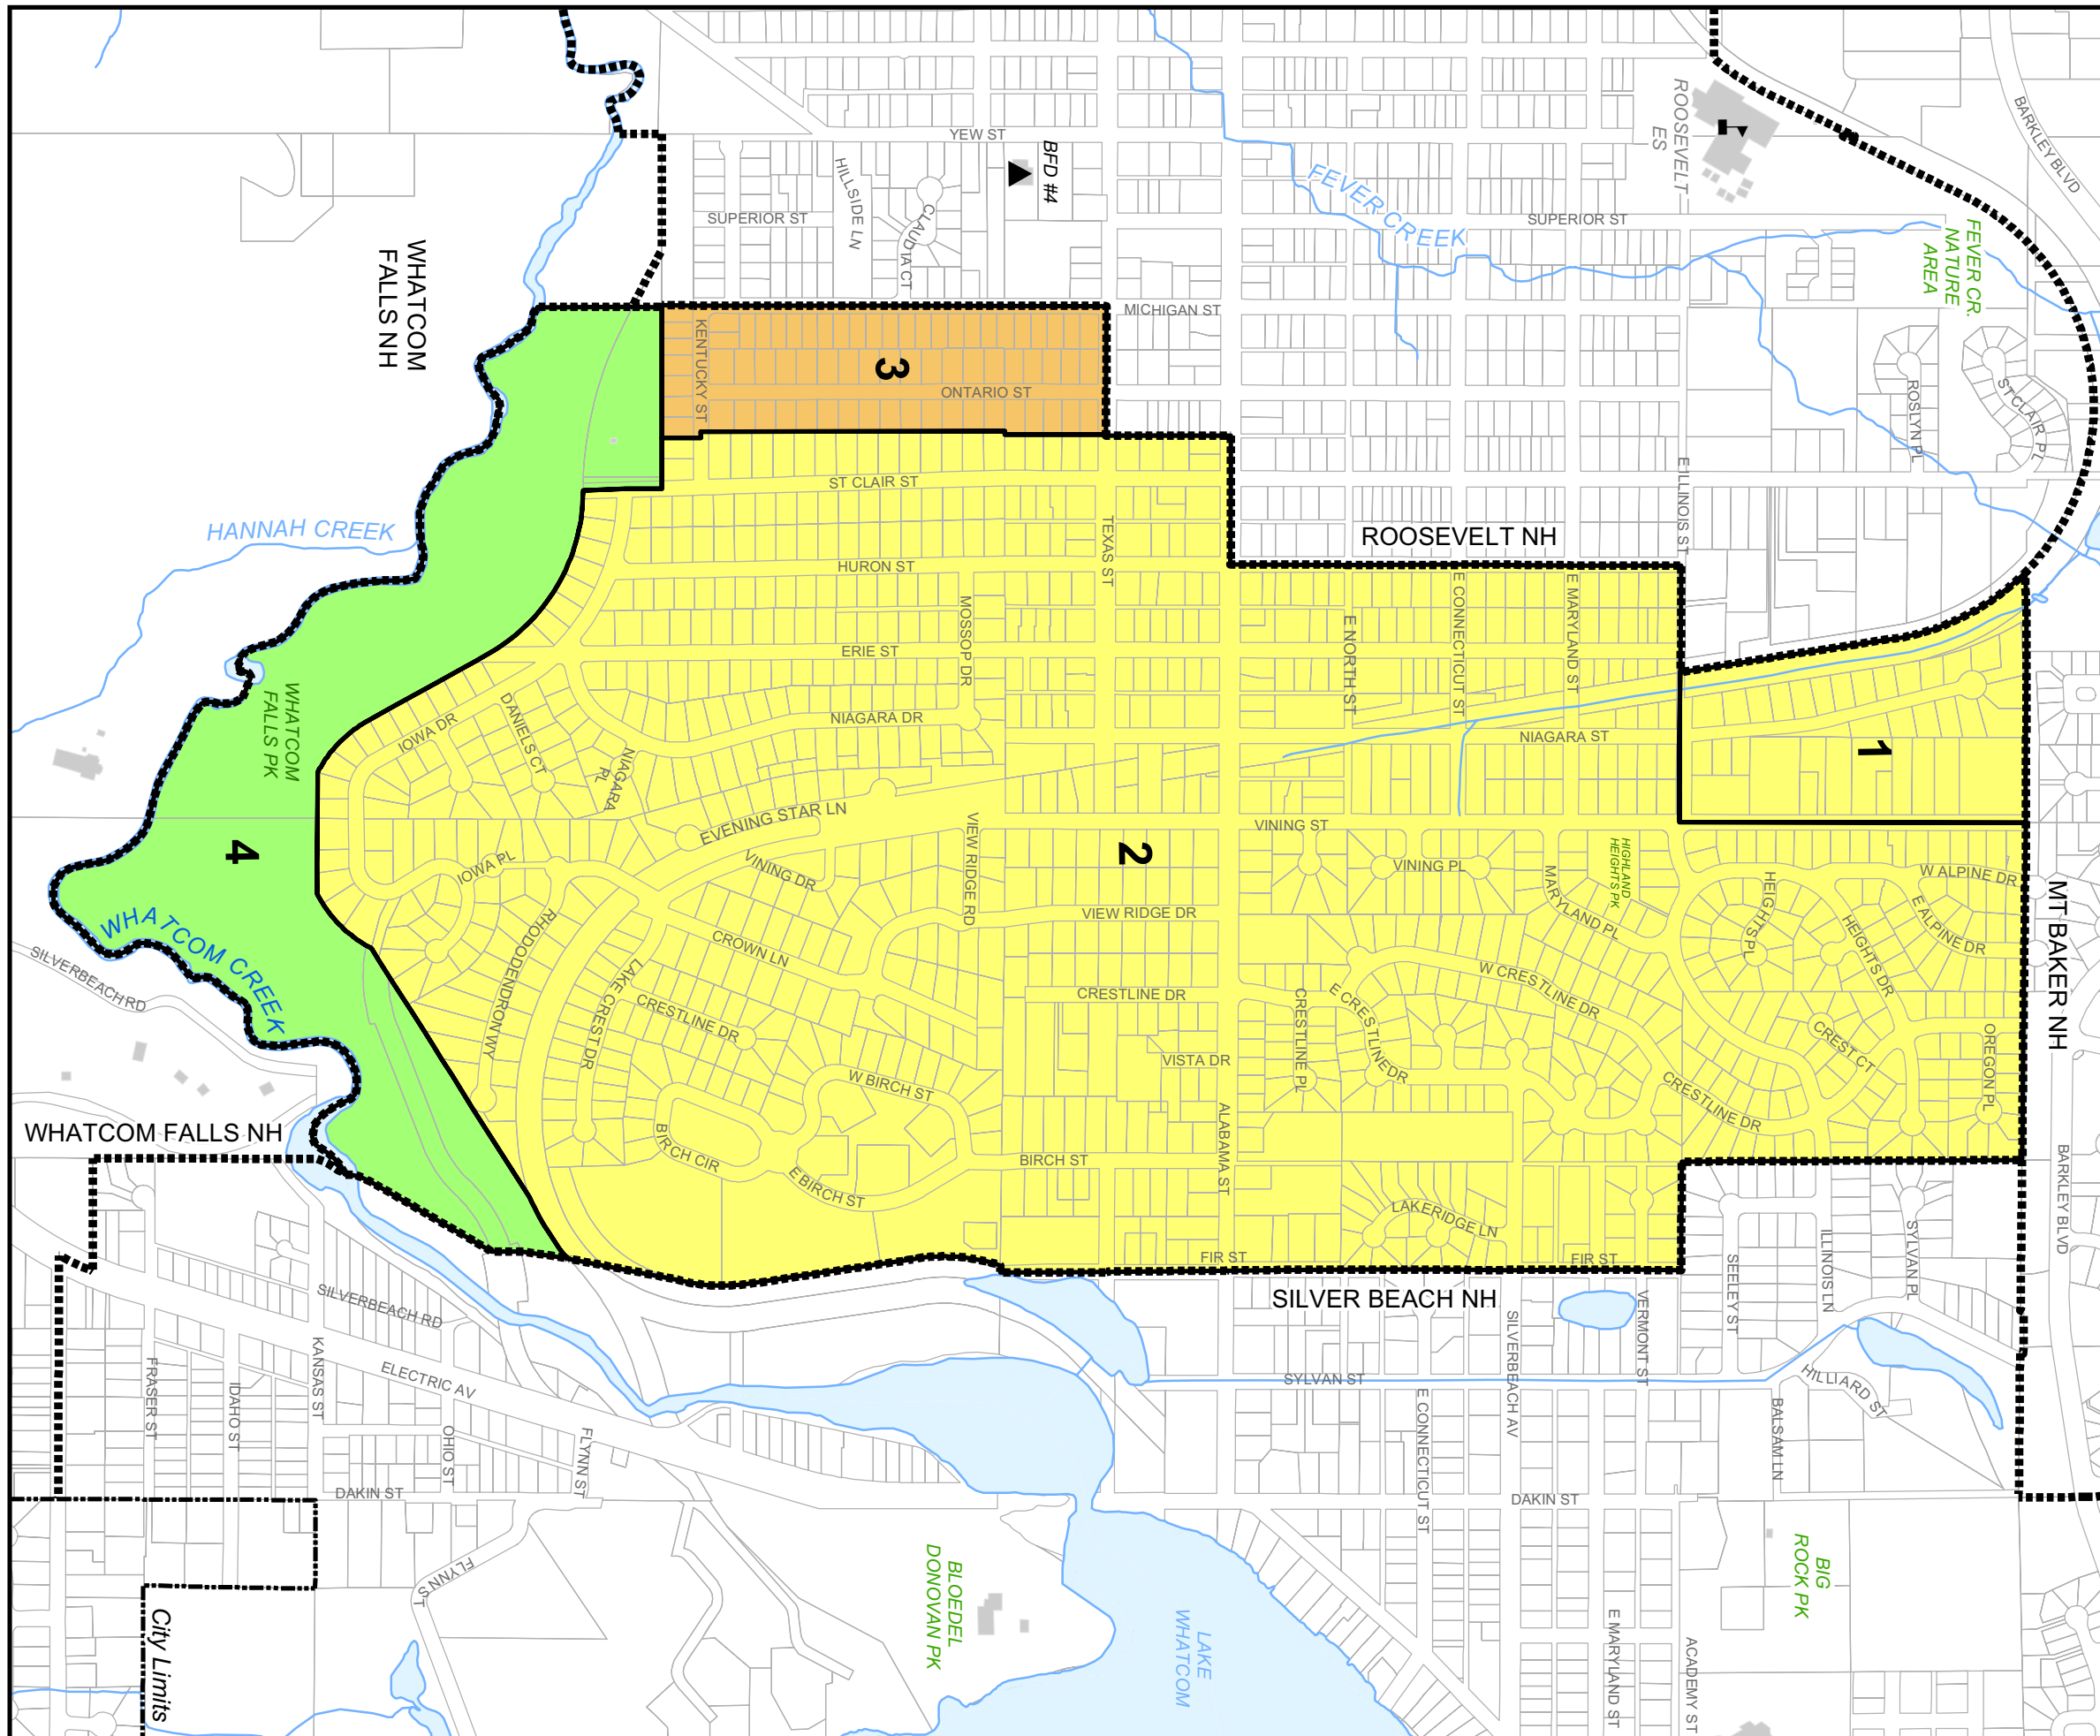 BARKLEY BLVD
ROOSEVELT
ES
YEW ST
BFD #4
HILLSIDE LN
CLAUDIA CT
SUPERIOR ST
FEVER CREEK
SUPERIOR ST
FEVER CR.
NATURE
AREA
WHATCOM
FALLS NH
MICHIGAN ST
KENTUCKY ST
3
ONTARIO ST
ROSLYN PL
ST CLAIR PL
E ILLINOIS ST
ST CLAIR ST
TEXAS ST
HANNAH CREEK
ROOSEVELT NH
HURON ST
MOSSOP DR
E NORTH ST
E CONNECTICUT ST
E MARYLAND ST
ERIE ST
WHATCOM
FALLS PK
IOWA DR
DANIELS CT
NIAGARA
PL
NIAGARA DR
NIAGARA ST
1
EVENING STAR LN
VIEW RIDGE RD
VINING ST
2
4
IOWA PL
VINING DR
VINING PL
HIGHLAND
HEIGHTS PK
MARYLAND PL
HEIGHTS PL
W ALPINE DR
E ALPINE DR
HEIGHTS DR
MT BAKER NH
VIEW RIDGE DR
RHODODENDRON WY
CROWN LN
WHATCOM CREEK
SILVERBEACH RD
LAKE CREST DR
CRESTLINE DR
CRESTLINE DR
CRESTLINE PL
E CRESTLINE DR
W CRESTLINE DR
CREST CT
OREGON PL
VISTA DR
W BIRCH ST
CRESTLINE DR
ALABAMA ST
WHATCOM FALLS NH
BIRCH CIR
E BIRCH ST
BIRCH ST
LAKERIDGE LN
BARKLEY BLVD
FIR ST
FIR ST
SEELEY ST
ILLINOIS LN
SYLVAN PL
SILVER BEACH NH
SILVERBEACH RD
SILVERBEACH AV
VERMONT ST
FRASER ST
IDAHO ST
KANSAS ST
ELECTRIC AV
SYLVAN ST
HILLIARD ST
OHIO ST
FLYNN ST
E CONNECTICUT ST
BALSAM LN
DAKIN ST
DAKIN ST
FLYNN ST
BLOEDEL
DONOVAN PK
BIG
ROCK PK
LAKE
WHATCOM
E MARYLAND ST
ACADEMY ST
City Limits